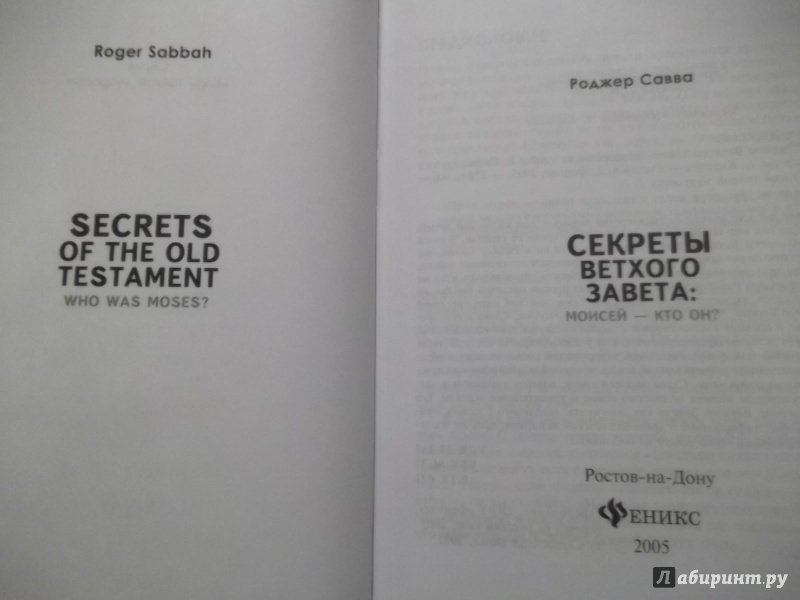 Roger Sabbah
SECRETS
OF THE OLD
TESTAMENT
WHO WAS MOSES?
Роджер Савва
СЕКРЕТЫ
ВЕТХОГО
ЗАВЕТА:
МОИСЕЙ — КТО ОН?
Ростов-на-Дону
ФЕНИКС
2005
Лабиринт.ру